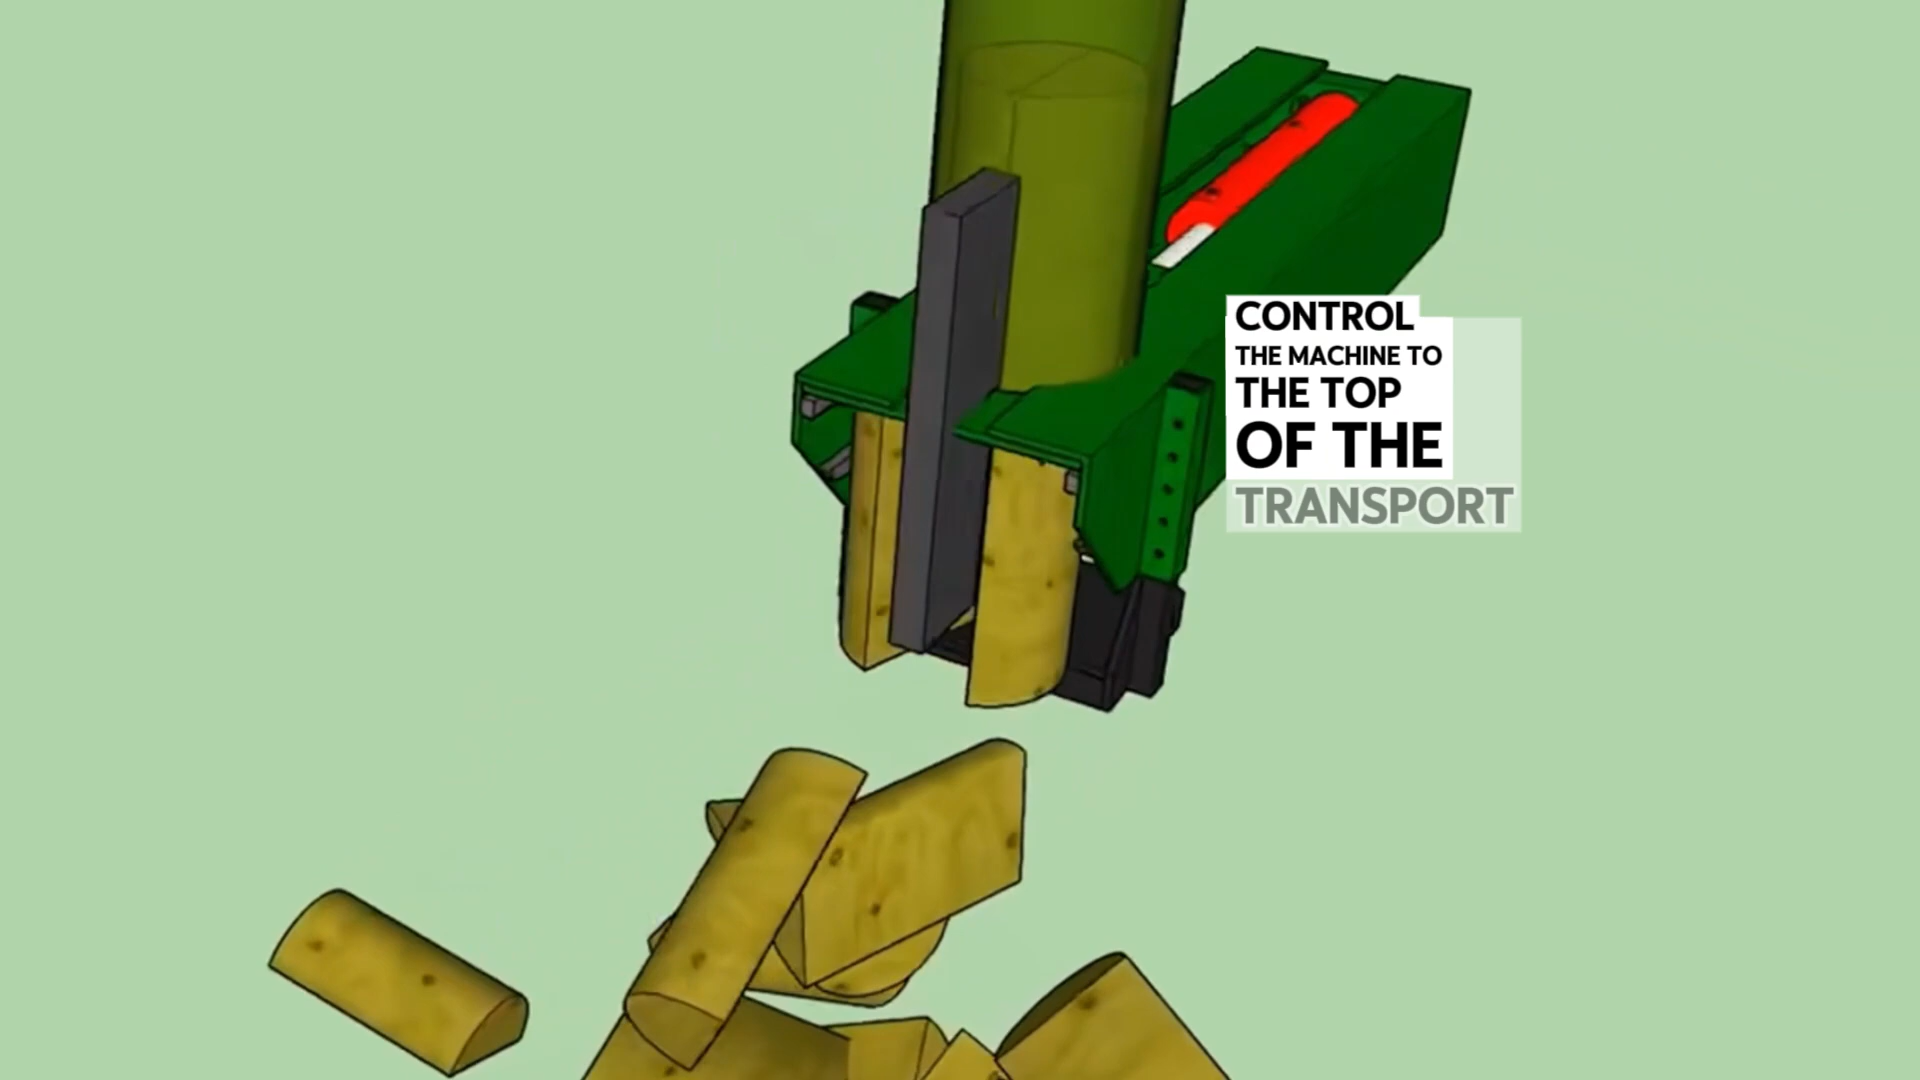 CONTROL
THE MACHINE TO
THE TOP
OF THE
TRANSPORT